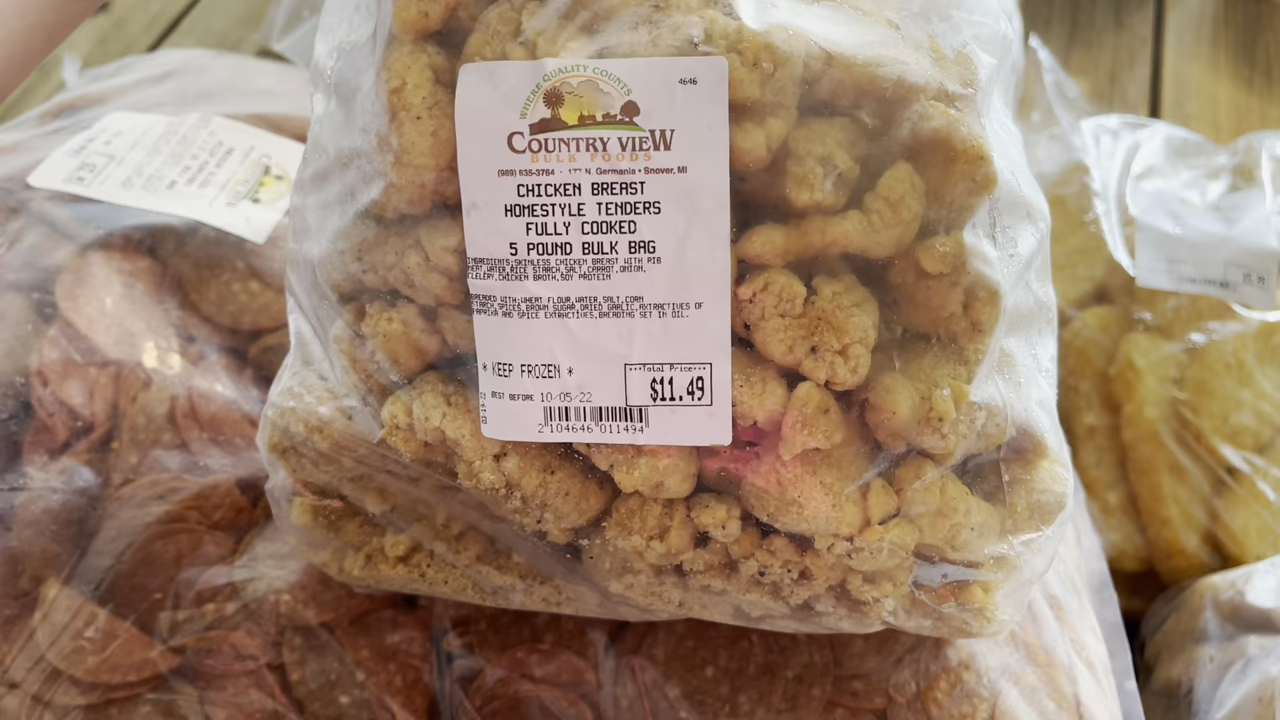 4646
WHERE QUALITY COUNTS
COUNTRY VIEW
BULK FOODS
(989) 635-3764 • 177 N. Germania • Snover, MI
CHICKEN BREAST
HOMESTYLE TENDERS
FULLY COOKED
5 POUND BULK BAG
INGREDIENTS:SKINLESS CHICKEN BREAST WITH RIB
MEAT,WATER,RICE STARCH,SALT,CARROT,ONION,
CLELERY,CHICKEN BROTH,SOY PROTEIN
BREADED WITH:WHEAT FLOUR,WATER,SALT,CORN
STARCH,SPICES,BROWN SUGAR,DRIED GARLIC,EXTRACTIVES OF
PAPRIKA AND SPICE EXTRACTIVES,BREADING SET IN OIL.
* KEEP FROZEN *
***Total Price***
$11.49
BEST BEFORE 10/05/22
2 104646 011494